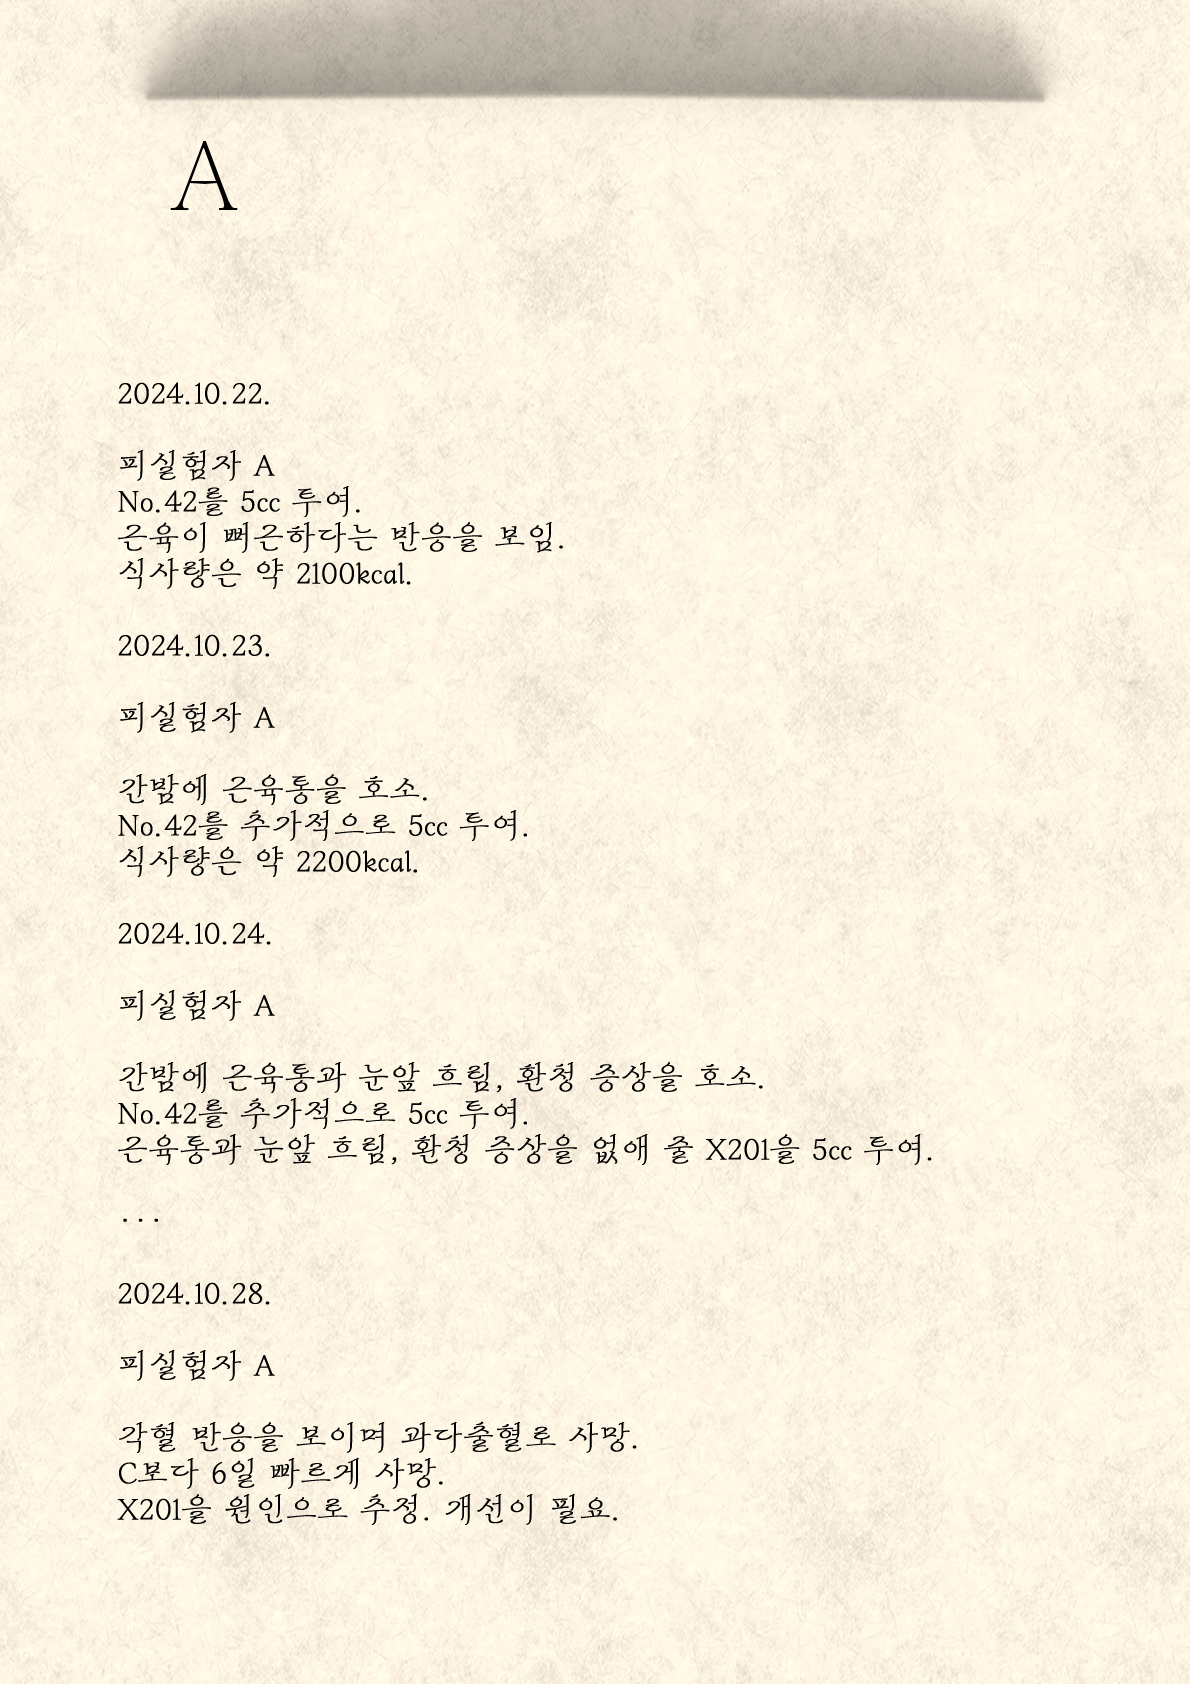 A
2024.10.22.
피실험자 A
No.42를 5cc 투여.
근육이 뻐근하다는 반응을 보임.
식사량은 약 2100kcal.
2024.10.23.
피실험자 A
간밤에 근육통을 호소.
No.42를 추가적으로 5cc 투여.
식사량은 약 2200kcal.
2024.10.24.
피실험자 A
간밤에 근육통과 눈앞 흐림, 환청 증상을 호소.
No.42를 추가적으로 5cc 투여.
근육통과 눈앞 흐림, 환청 증상을 없애 줄 X201을 5cc 투여.
...
2024.10.28.
피실험자 A
각혈 반응을 보이며 과다출혈로 사망.
C보다 6일 빠르게 사망.
X201을 원인으로 추정. 개선이 필요.